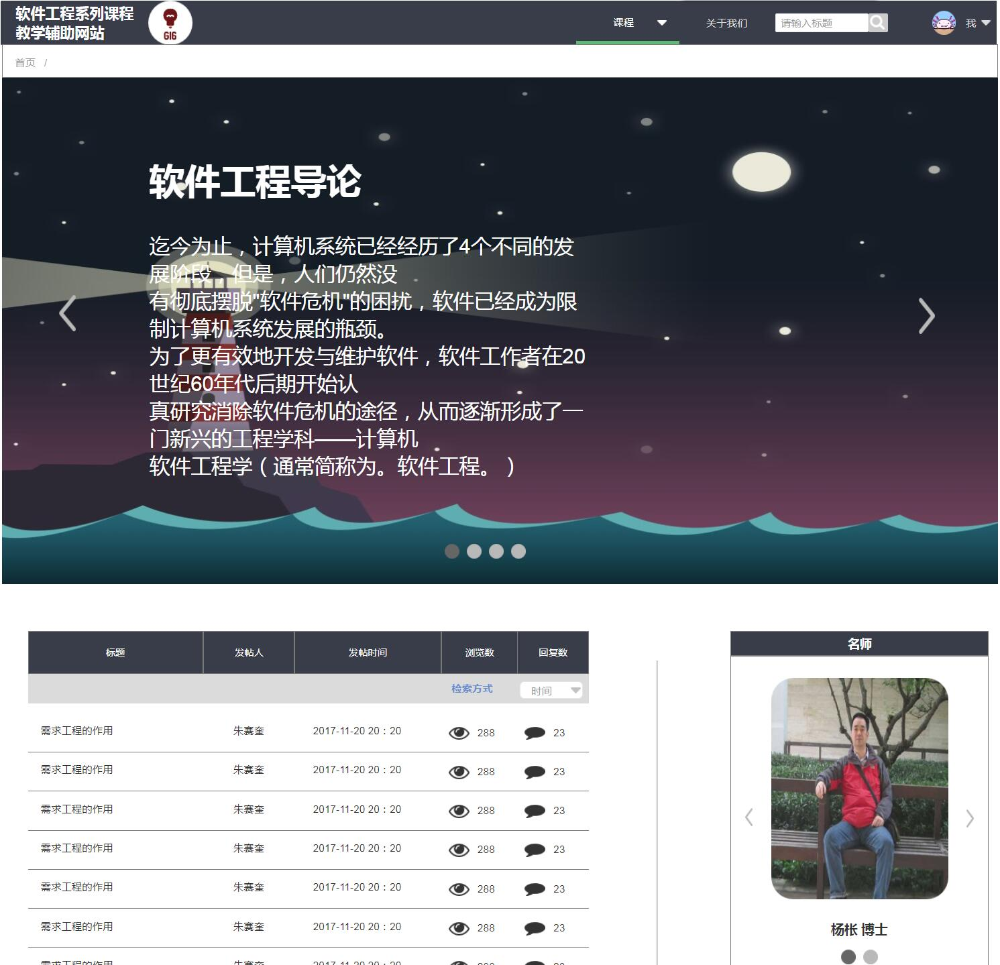 软件工程系列课程
教学辅助网站
G16
课程
关于我们
请输入标题
我
首页 /
软件工程导论
迄今为止，计算机系统已经经历了4个不同的发
展阶段，但是，人们仍然没
有彻底摆脱"软件危机"的困扰，软件已经成为限
制计算机系统发展的瓶颈。
为了更有效地开发与维护软件，软件工作者在20
世纪60年代后期开始认
真研究消除软件危机的途径，从而逐渐形成了一
门新兴的工程学科——计算机
软件工程学（通常简称为。软件工程。）
标题 发帖人 发帖时间 浏览数 回复数
检索方式 时间
需求工程的作用 朱赛奎 2017-11-20 20：20 288 23
需求工程的作用 朱赛奎 2017-11-20 20：20 288 23
需求工程的作用 朱赛奎 2017-11-20 20：20 288 23
需求工程的作用 朱赛奎 2017-11-20 20：20 288 23
需求工程的作用 朱赛奎 2017-11-20 20：20 288 23
需求工程的作用 朱赛奎 2017-11-20 20：20 288 23
名师
杨枨 博士